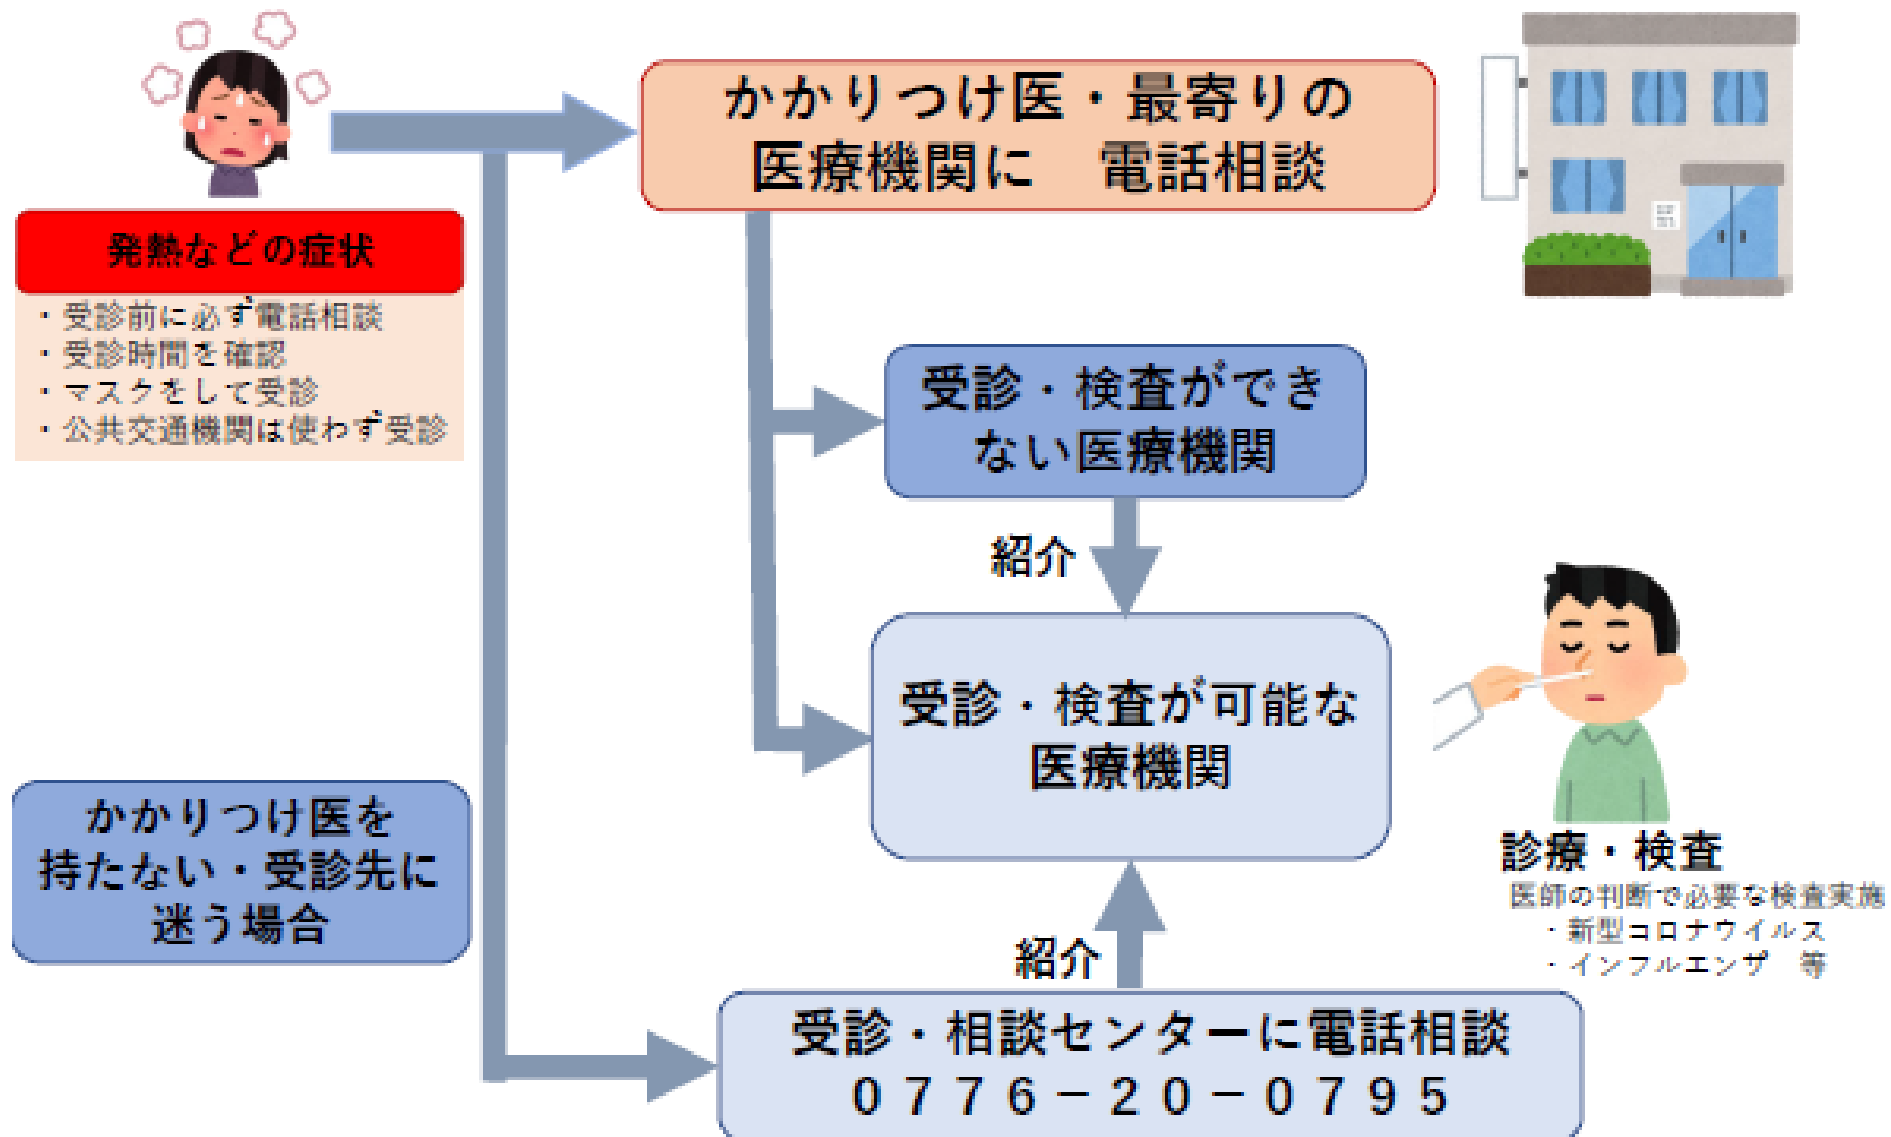 かかりつけ医・最寄りの
医療機関に　電話相談
発熱などの症状
・受診前に必ず電話相談
・受診時間を確認
・マスクをして受診
・公共交通機関は使わず受診
受診・検査ができ
ない医療機関
紹介
受診・検査が可能な
医療機関
かかりつけ医を
持たない・受診先に
迷う場合
診療・検査
医師の判断で必要な検査実施
・新型コロナウイルス
・インフルエンザ　等
紹介
受診・相談センターに電話相談
０７７６－２０－０７９５